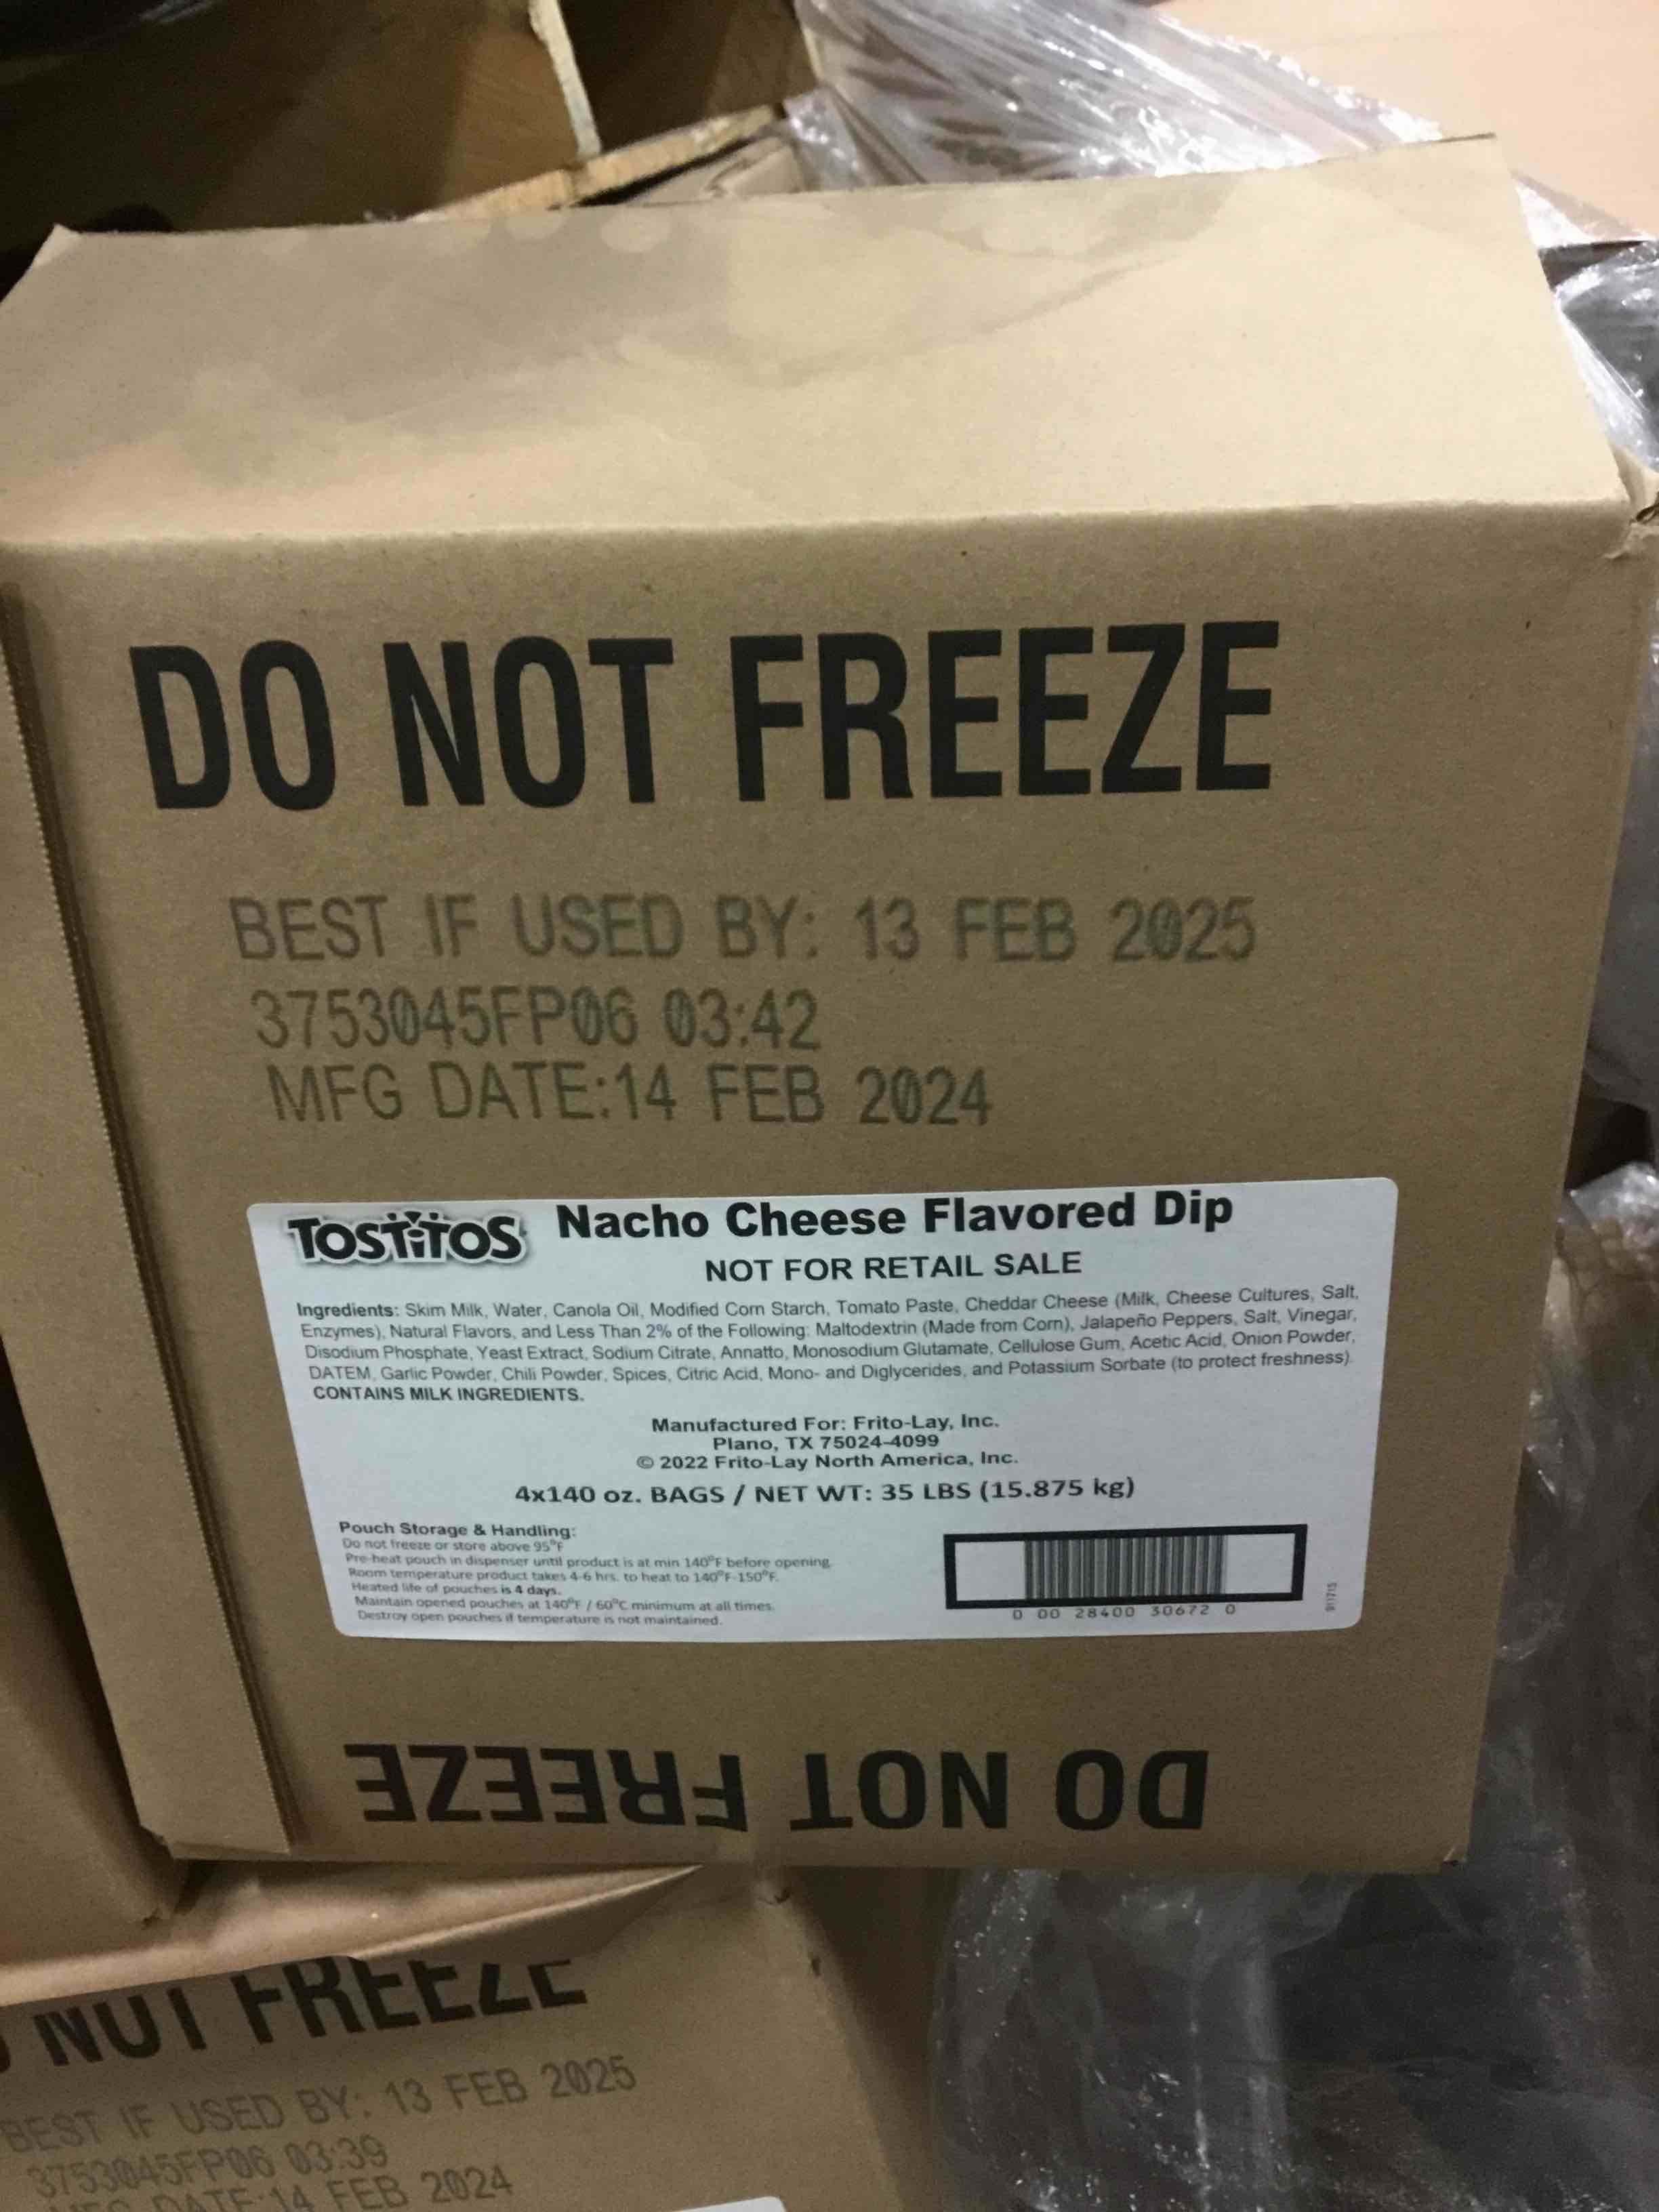 DO NOT FREEZE
BEST IF USED BY: 13 FEB 2025
3753045FP06 03:42
MFG DATE:14 FEB 2024
TOSTITOS Nacho Cheese Flavored Dip
NOT FOR RETAIL SALE
Ingredients: Skim Milk, Water, Canola Oil, Modified Corn Starch, Tomato Paste, Cheddar Cheese (Milk, Cheese Cultures, Salt,
Enzymes), Natural Flavors, and Less Than 2% of the Following: Maltodextrin (Made from Corn), Jalapeño Peppers, Salt, Vinegar,
Disodium Phosphate, Yeast Extract, Sodium Citrate, Annatto, Monosodium Glutamate, Cellulose Gum, Acetic Acid, Onion Powder,
DATEM, Garlic Powder, Chili Powder, Spices, Citric Acid, Mono- and Diglycerides, and Potassium Sorbate (to protect freshness).
CONTAINS MILK INGREDIENTS.
Manufactured For: Frito-Lay, Inc.
Plano, TX 75024-4099
© 2022 Frito-Lay North America, Inc.
4x140 oz. BAGS / NET WT: 35 LBS (15.875 kg)
Pouch Storage & Handling:
Do not freeze or store above 95°F
Pre-heat pouch in dispenser until product is at min 140°F before opening.
Room temperature product takes 4-6 hrs. to heat to 140°F-150°F.
Heated life of pouches is 4 days.
Maintain opened pouches at 140°F / 60°C minimum at all times.
Destroy open pouches if temperature is not maintained.
0 00 28400 30672 0
DO NOT FREEZE
NOT FREEZE
BEST IF USED BY: 13 FEB 2025
3753045FP06 03:39
MFG DATE:14 FEB 2024